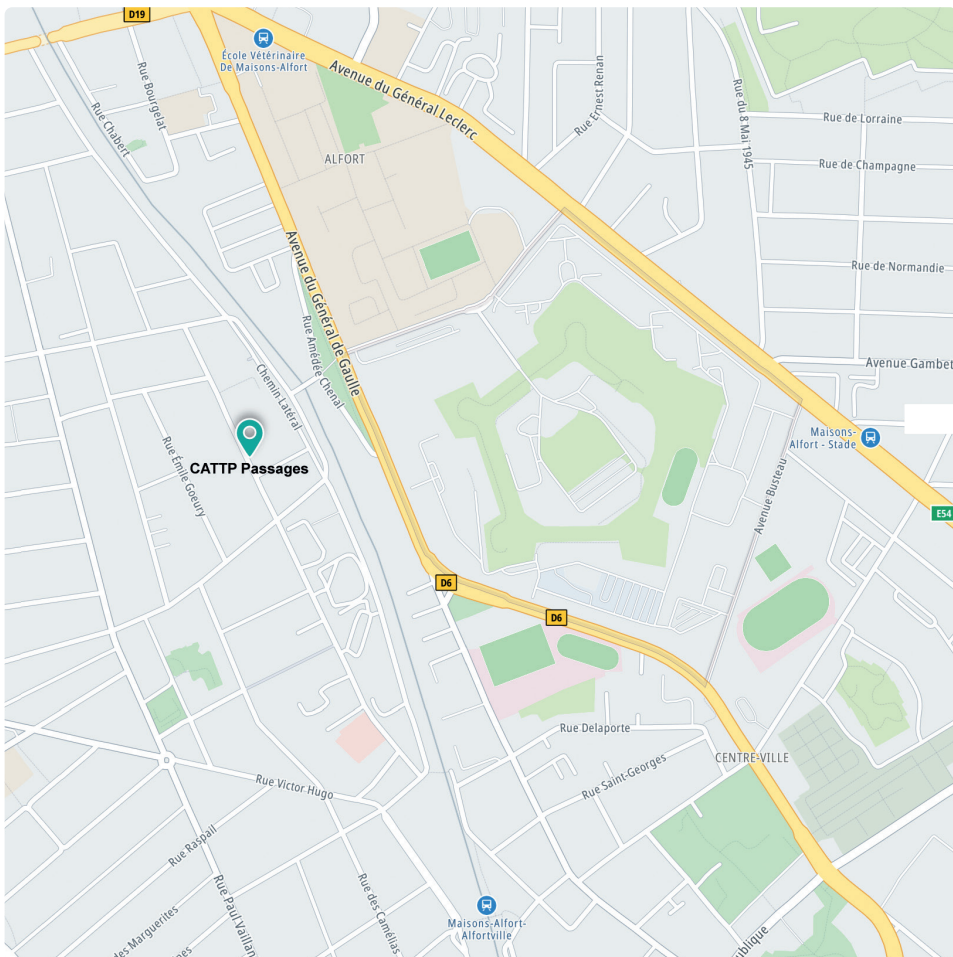 D19
École Vétérinaire
De Maisons-Alfort
Avenue du Général Leclerc
Rue Bourgelat
Rue Chabert
ALFORT
Rue Ernest Renan
Rue du 8 Mai 1945
Rue de Lorraine
Rue de Champagne
Rue de Normandie
Avenue du Général de Gaulle
Rue Amédée Chenal
Chemin Latéral
Avenue Gambet
Maisons-
Alfort - Stade
Rue Émile Goeury
CATTP Passages
Avenue Busteau
E54
D6
D6
Rue Delaporte
CENTRE-VILLE
Rue Saint-Georges
Rue Victor Hugo
Rue Raspail
Rue Paul Vaillan
Rue des Camélias
des Marguerites
Maisons-Alfort-
Alfortville
publique